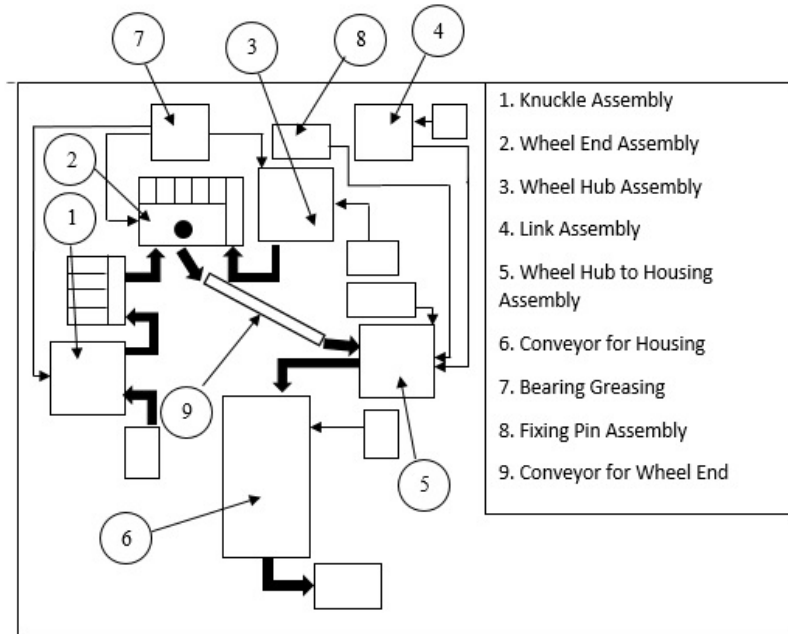 7
3
8
4
2
1
9
5
6
1. Knuckle Assembly
2. Wheel End Assembly
3. Wheel Hub Assembly
4. Link Assembly
5. Wheel Hub to Housing
Assembly
6. Conveyor for Housing
7. Bearing Greasing
8. Fixing Pin Assembly
9. Conveyor for Wheel End